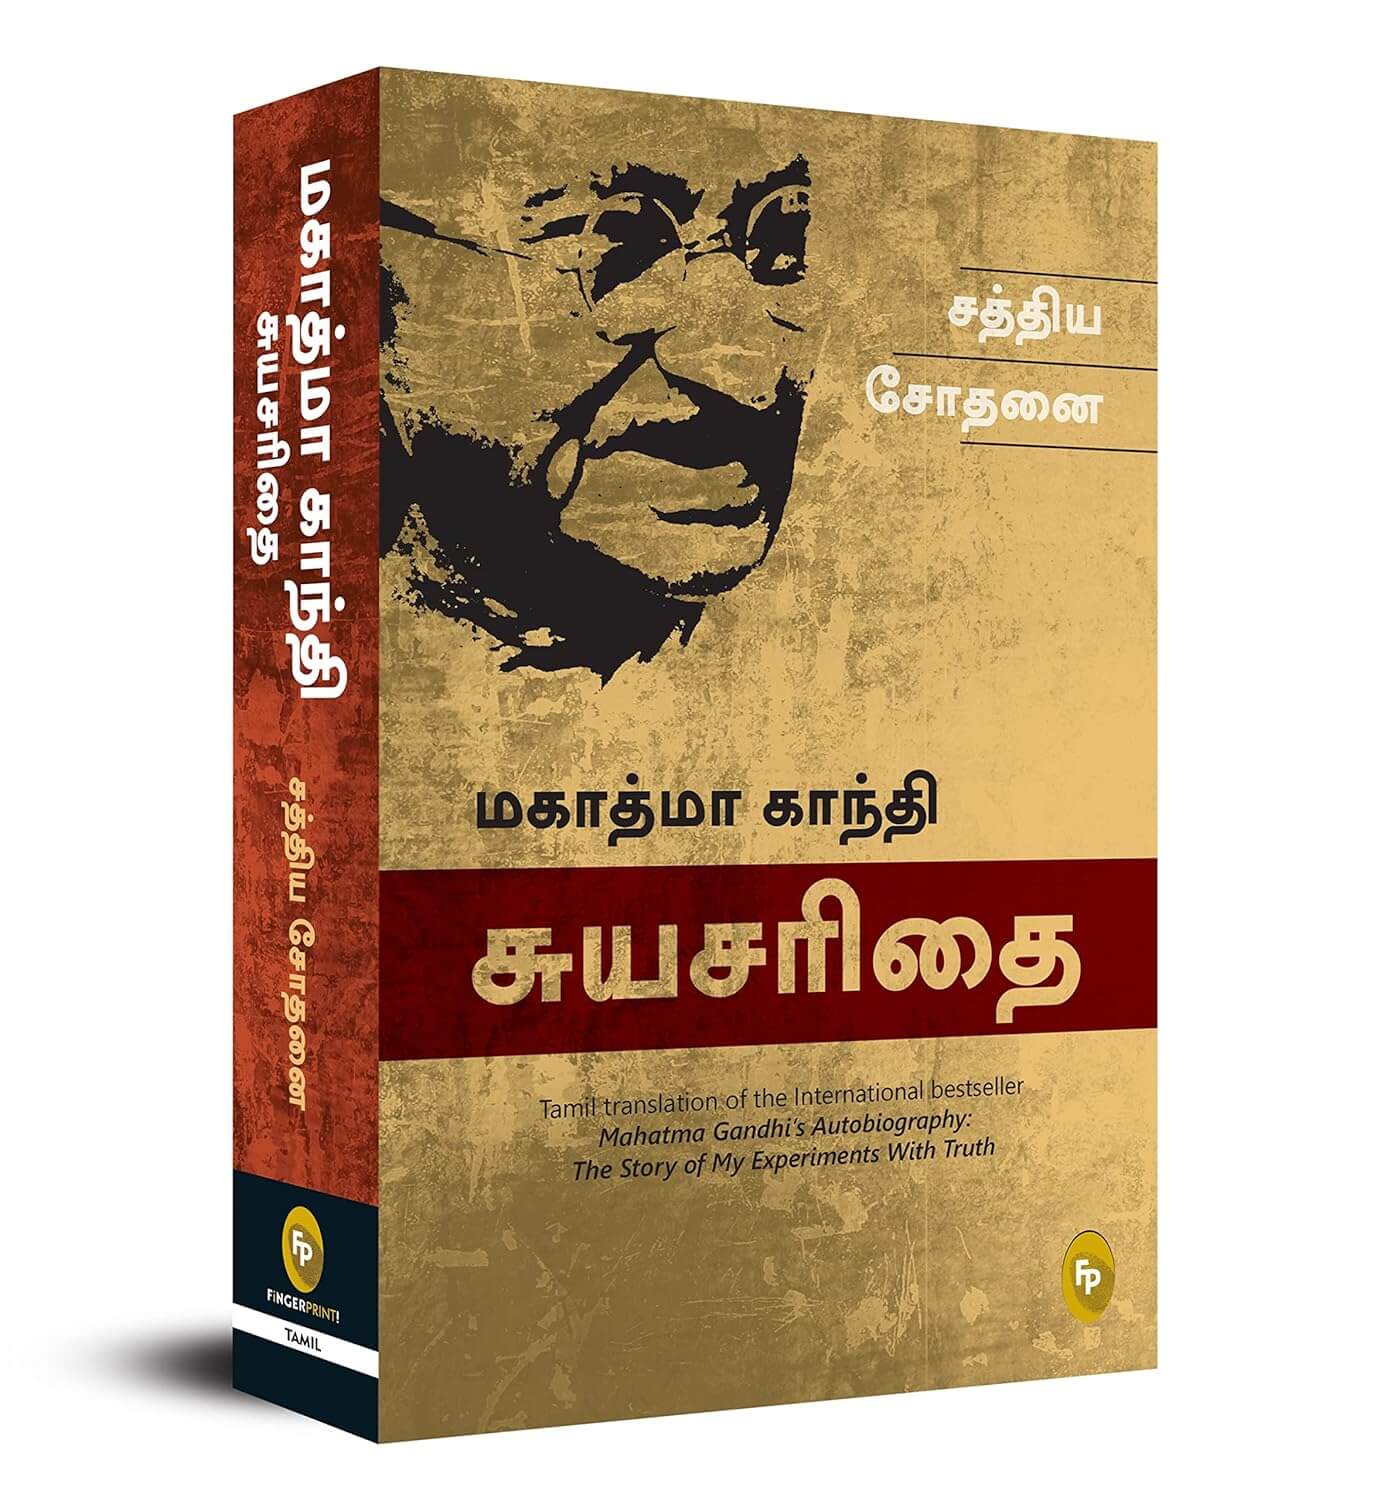 மகாத்மா காந்தி
சுயசரிதை
சத்திய சோதனை
FP
FiNGERPRINT!
TAMIL
சத்திய
சோதனை
மகாத்மா காந்தி
சுயசரிதை
Tamil translation of the International bestseller
Mahatma Gandhi's Autobiography:
The Story of My Experiments With Truth
FP